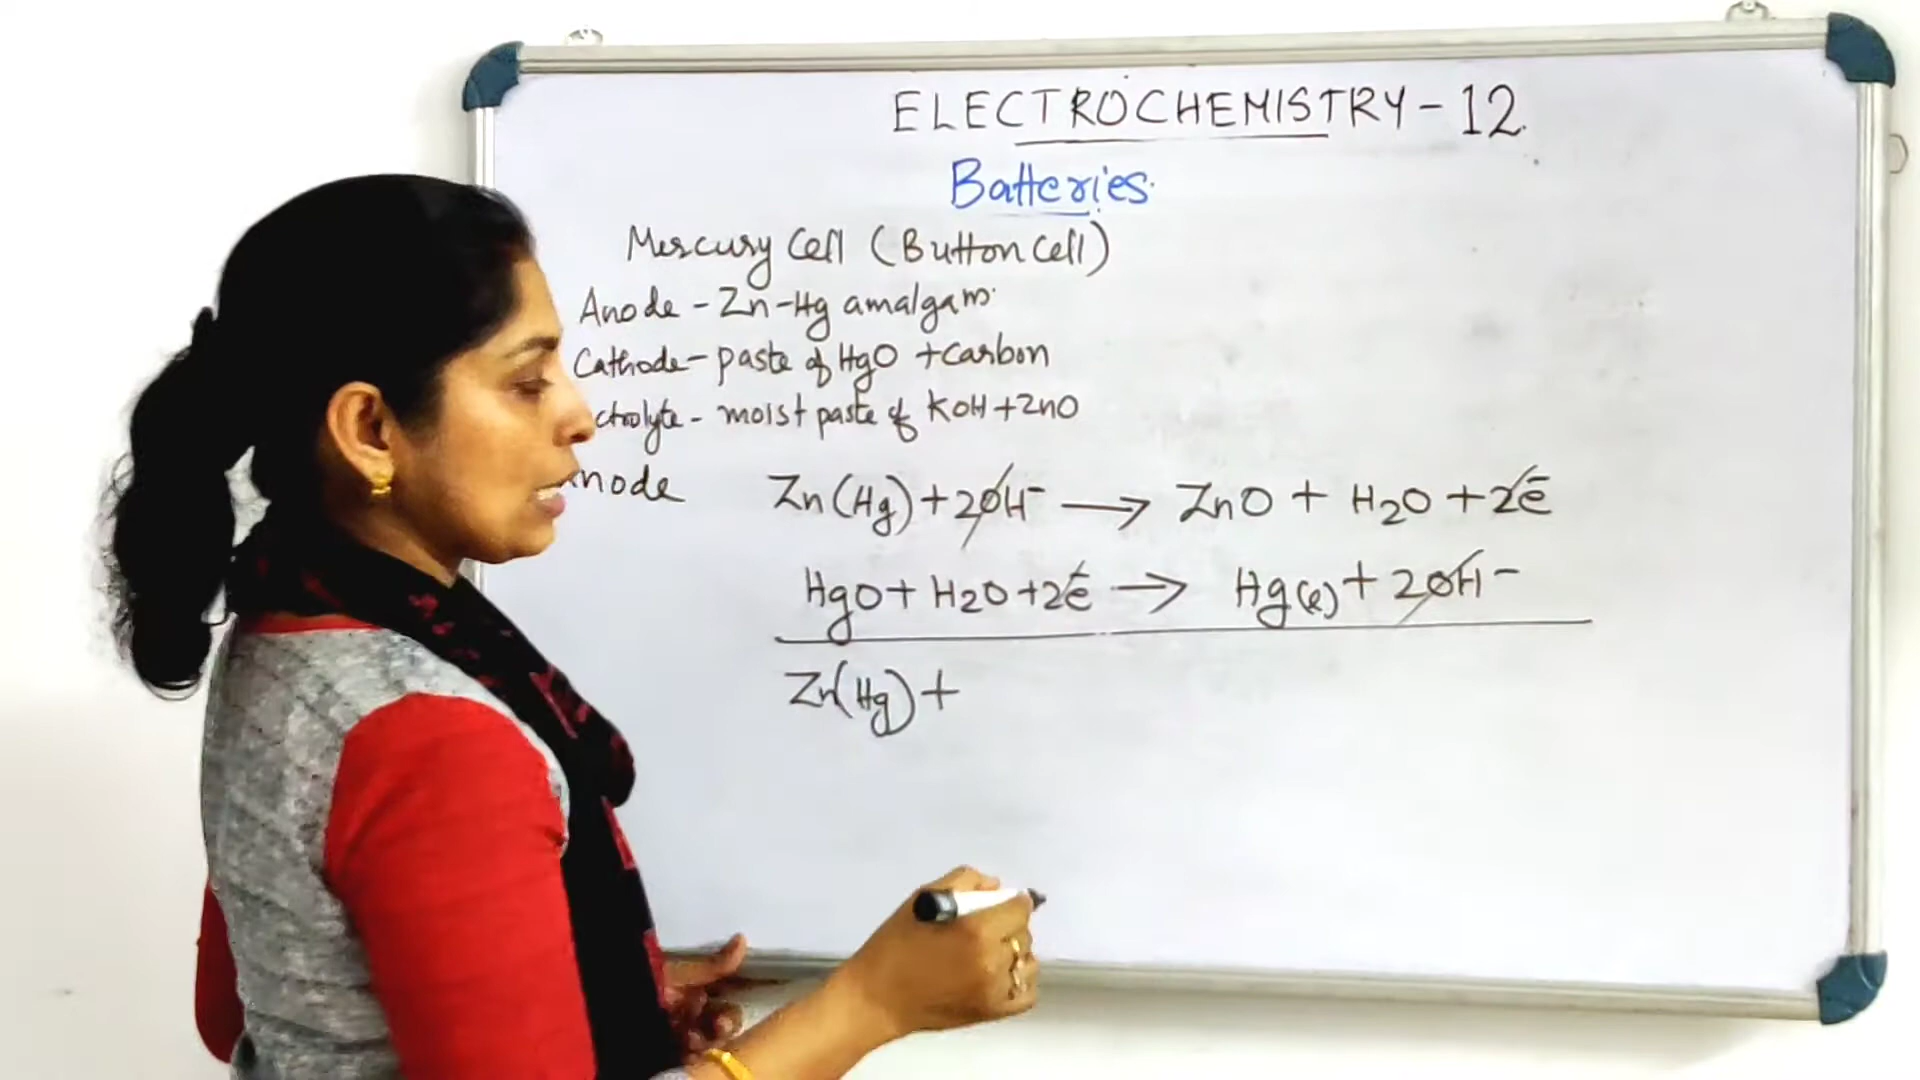 ELECTROCHEMISTRY - 12
Batteries
Mercury Cell (Button Cell)
Anode - Zn-Hg amalgam
Cathode - paste of HgO + Carbon
ctrolyte - moist paste of KOH + ZnO
node Zn(Hg) + 2OH⁻ → ZnO + H₂O + 2e⁻
HgO + H₂O + 2e⁻ → Hg(l) + 2OH⁻
Zn(Hg) +